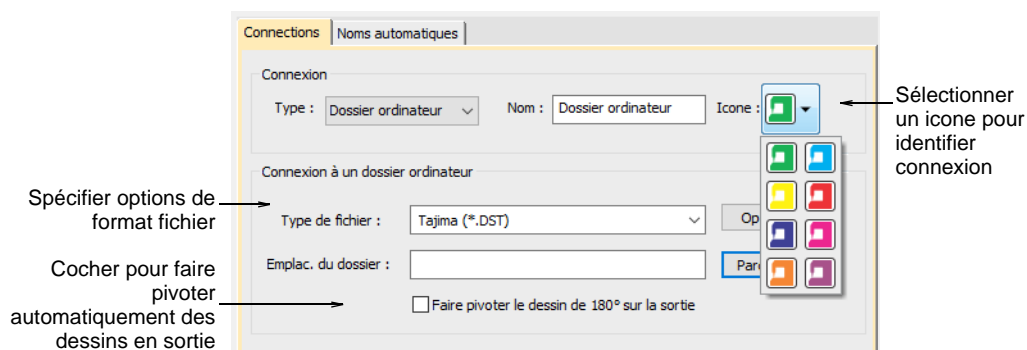 Connections
Noms automatiques
Connexion
Type :
Dossier ordinateur
Nom :
Dossier ordinateur
Icone :
Sélectionner
un icone pour
identifier
connexion
Connexion à un dossier ordinateur
Spécifier options de
format fichier
Type de fichier :
Tajima (*.DST)
Op
Emplac. du dossier :
Par
Cocher pour faire
pivoter
automatiquement des
dessins en sortie
Faire pivoter le dessin de 180° sur la sortie